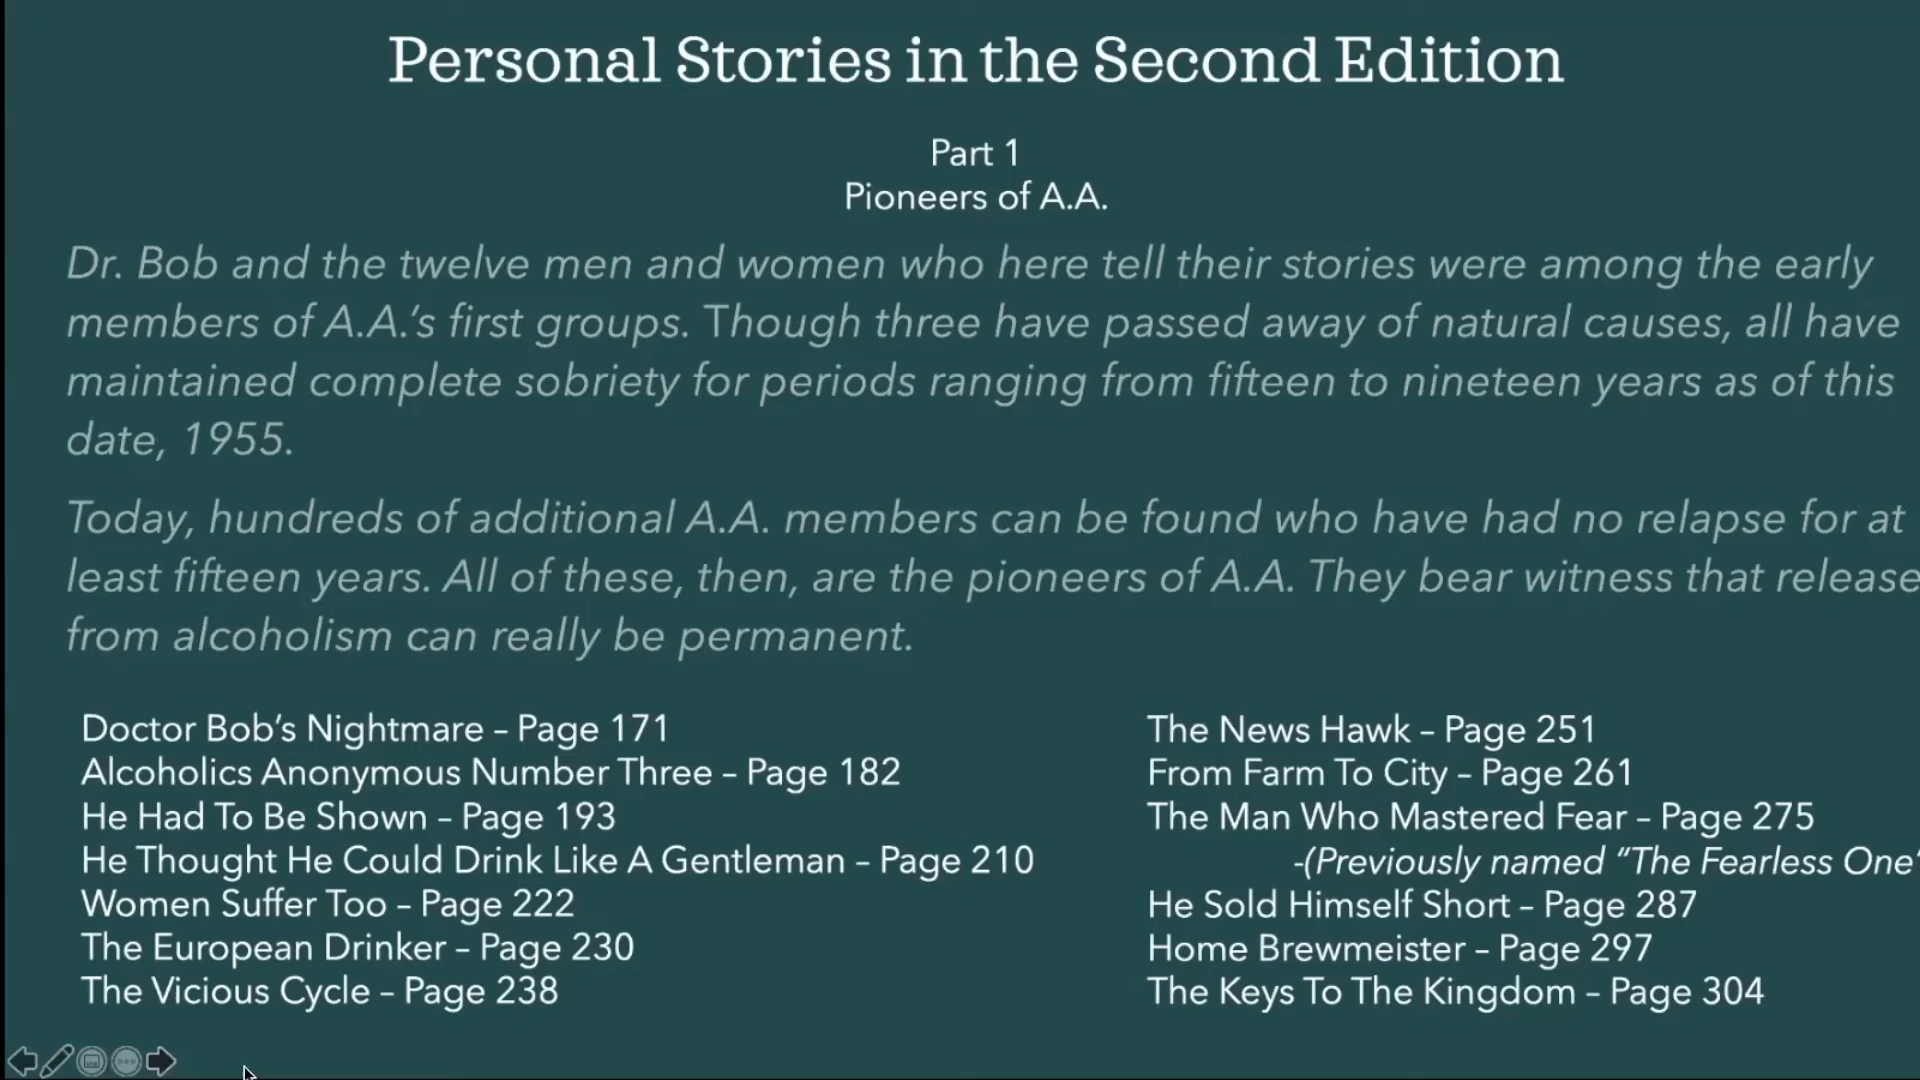 Personal Stories in the Second Edition
Part 1
Pioneers of A.A.
Dr. Bob and the twelve men and women who here tell their stories were among the early
members of A.A.'s first groups. Though three have passed away of natural causes, all have
maintained complete sobriety for periods ranging from fifteen to nineteen years as of this
date, 1955.
Today, hundreds of additional A.A. members can be found who have had no relapse for at
least fifteen years. All of these, then, are the pioneers of A.A. They bear witness that release
from alcoholism can really be permanent.
Doctor Bob's Nightmare – Page 171
Alcoholics Anonymous Number Three – Page 182
He Had To Be Shown – Page 193
He Thought He Could Drink Like A Gentleman – Page 210
Women Suffer Too – Page 222
The European Drinker – Page 230
The Vicious Cycle – Page 238
The News Hawk – Page 251
From Farm To City – Page 261
The Man Who Mastered Fear – Page 275
-(Previously named “The Fearless One”
He Sold Himself Short – Page 287
Home Brewmeister – Page 297
The Keys To The Kingdom – Page 304